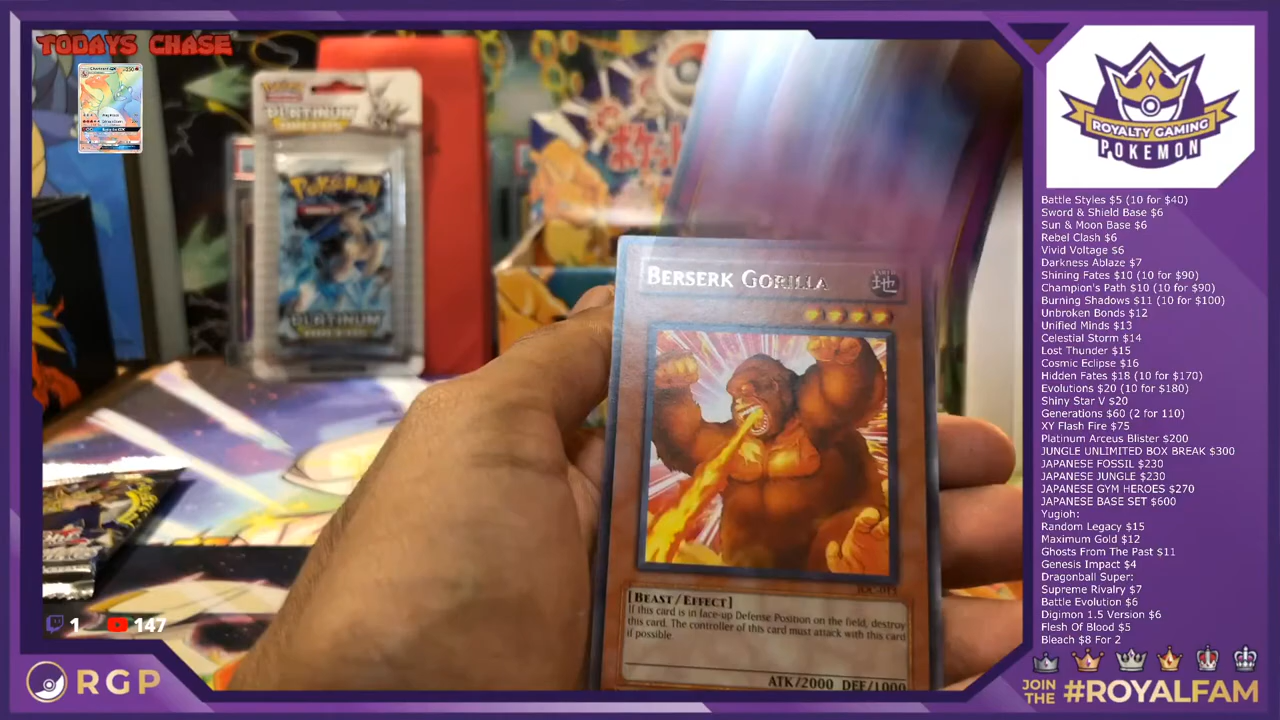 TODAYS CHASE
POKÉMON
PLATINUM
POKÉMON
PLATINUM
BERSERK GORILLA
地
[BEAST/EFFECT]
If this card is in face-up Defense Position on the field, destroy
this card. The controller of this card must attack with this card
if possible.
ATK/2000 DEF/1000
1
147
RGP
ROYALTY GAMING
POKEMON
Battle Styles $5 (10 for $40)
Sword & Shield Base $6
Sun & Moon Base $6
Rebel Clash $6
Vivid Voltage $6
Darkness Ablaze $7
Shining Fates $10 (10 for $90)
Champion's Path $10 (10 for $90)
Burning Shadows $11 (10 for $100)
Unbroken Bonds $12
Unified Minds $13
Celestial Storm $14
Lost Thunder $15
Cosmic Eclipse $16
Hidden Fates $18 (10 for $170)
Evolutions $20 (10 for $180)
Shiny Star V $20
Generations $60 (2 for 110)
XY Flash Fire $75
Platinum Arceus Blister $200
JUNGLE UNLIMITED BOX BREAK $300
JAPANESE FOSSIL $230
JAPANESE JUNGLE $230
JAPANESE GYM HEROES $270
JAPANESE BASE SET $600
Yugioh:
Random Legacy $15
Maximum Gold $12
Ghosts From The Past $11
Genesis Impact $4
Dragonball Super:
Supreme Rivalry $7
Battle Evolution $6
Digimon 1.5 Version $6
Flesh Of Blood $5
Bleach $8 For 2
JOIN
THE
#ROYALFAM